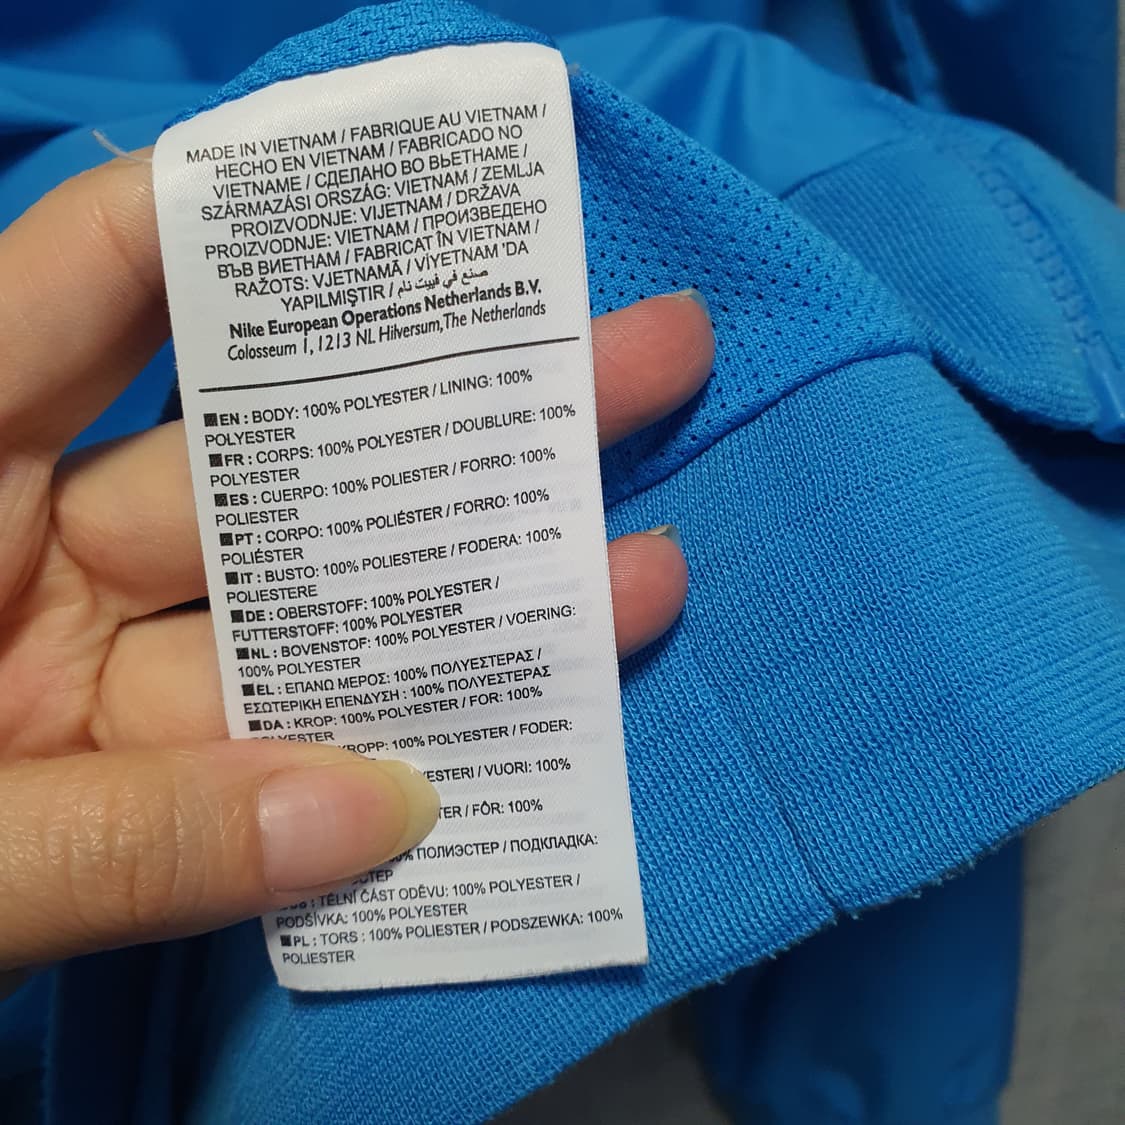 MADE IN VIETNAM / FABRIQUE AU VIETNAM /
HECHO EN VIETNAM / FABRICADO NO
VIETNAME / СДЕЛАНО ВО ВЬЕТНАМЕ /
SZÁRMAZÁSI ORSZÁG: VIETNAM / ZEMLJA
PROIZVODNJE: VIJETNAM / DRŽAVA
PROIZVODNJE: VIETNAM / ПРОИЗВЕДЕНО
ВЪВ ВИЕТНАМ / FABRICAT ÎN VIETNAM /
RAŽOTS: VJETNAMĀ / VİYETNAM 'DA
YAPILMIŞTIR / صنع في فييت نام
Nike European Operations Netherlands B.V.
Colosseum 1, 1213 NL Hilversum, The Netherlands
EN : BODY: 100% POLYESTER / LINING: 100%
POLYESTER
FR : CORPS: 100% POLYESTER / DOUBLURE: 100%
POLYESTER
ES : CUERPO: 100% POLIESTER / FORRO: 100%
POLIESTER
PT : CORPO: 100% POLIÉSTER / FORRO: 100%
POLIÉSTER
IT : BUSTO: 100% POLIESTERE / FODERA: 100%
POLIESTERE
DE : OBERSTOFF: 100% POLYESTER /
FUTTERSTOFF: 100% POLYESTER
NL : BOVENSTOF: 100% POLYESTER / VOERING:
100% POLYESTER
EL : ΕΠΑΝΩ ΜΕΡΟΣ: 100% ΠΟΛΥΕΣΤΕΡΑΣ /
ΕΣΩΤΕΡΙΚΗ ΕΠΕΝΔΥΣΗ : 100% ΠΟΛΥΕΣΤΕΡΑΣ
DA : KROP: 100% POLYESTER / FOR: 100%
POLYESTER
KROPP: 100% POLYESTER / FODER:
/ VUORI: 100%
/ FÔR: 100%
ПОЛИЭСТЕР / ПОДКЛАДКА:
TĚLNÍ ČÁST ODĚVU: 100% POLYESTER /
PODŠÍVKA: 100% POLYESTER
PL : TORS : 100% POLIESTER / PODSZEWKA: 100%
POLIESTER